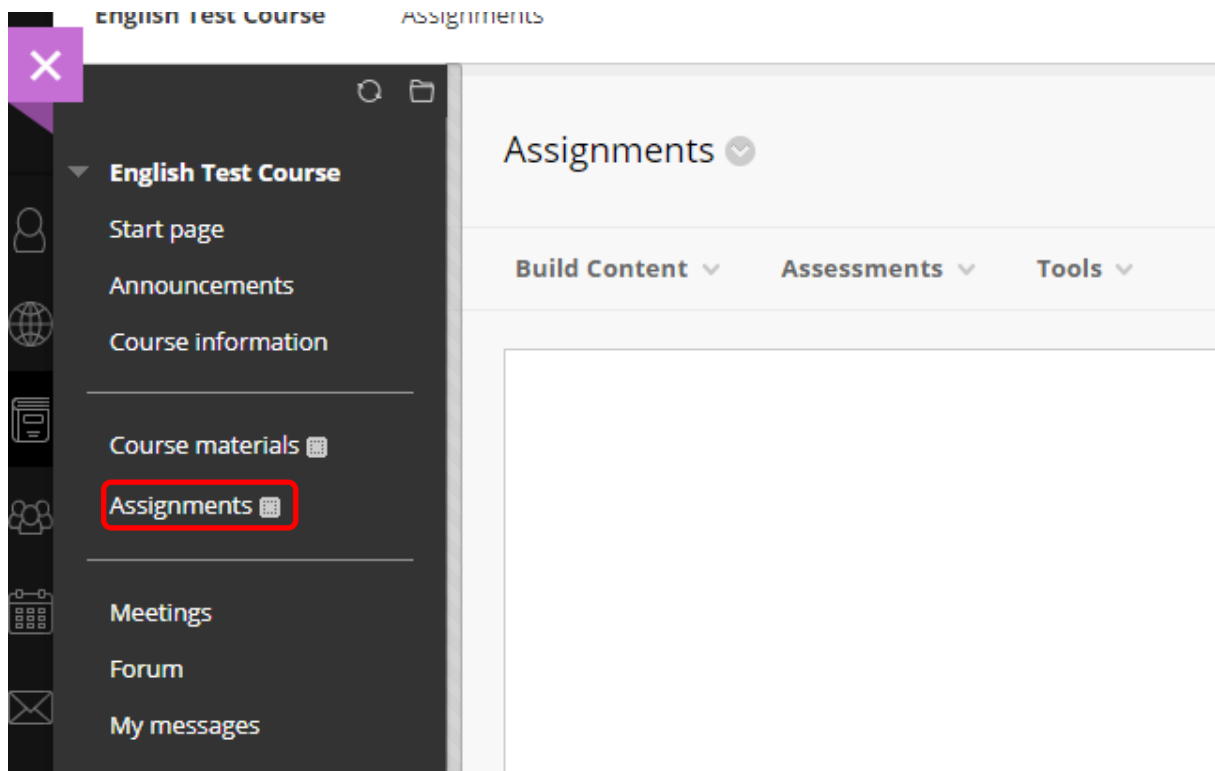 English Test Course Assignments
English Test Course
Start page
Announcements
Course information
Course materials
Assignments
Meetings
Forum
My messages
Assignments
Build Content Assessments Tools